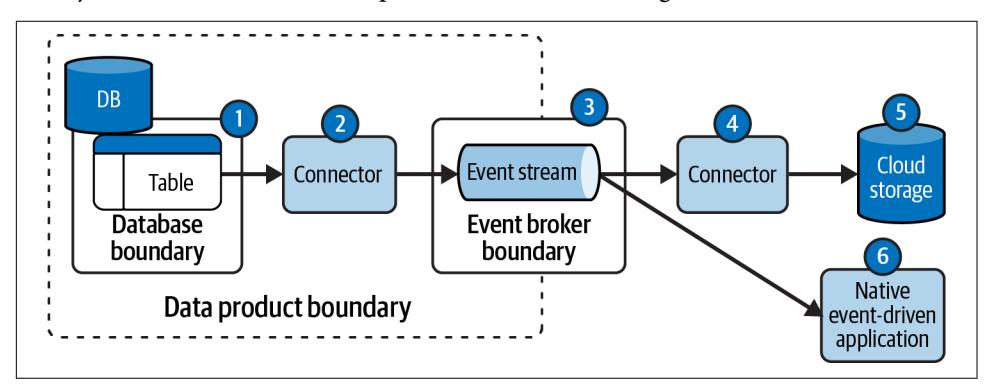 DB
1
Table
Database
boundary
2
Connector
3
Event stream
Event broker
boundary
Data product boundary
4
Connector
5
Cloud
storage
6
Native
event-driven
application